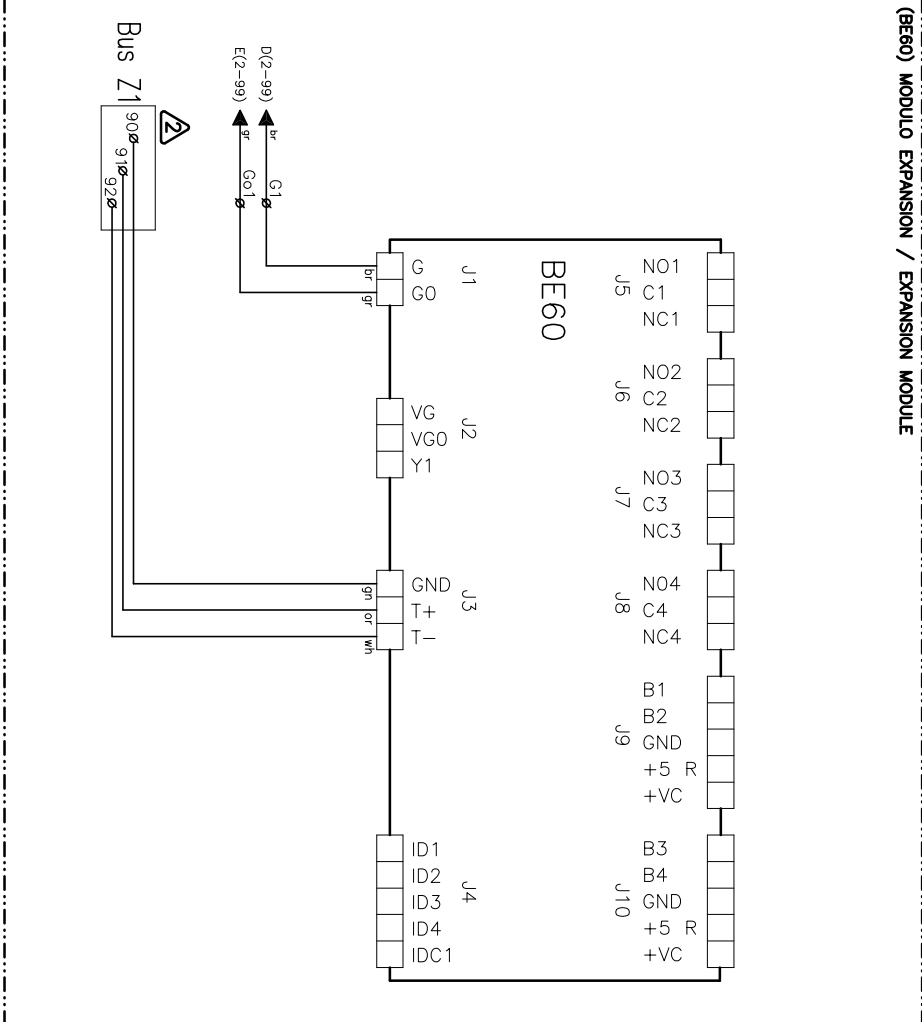 (BE60) MODULO EXPANSION / EXPANSION MODULE
Bus Z1
90
91
92
2
E(2-99)
D(2-99)
gr
br
Go1
G1
br
gr
G
G0
J1
BE60
VG
VG0
Y1
J2
GND
T+
T-
J3
gn
or
wh
ID1
ID2
ID3
ID4
IDC1
J4
NO1
C1
NC1
J5
NO2
C2
NC2
J6
NO3
C3
NC3
J7
NO4
C4
NC4
J8
B1
B2
GND
+5 R
+VC
J9
B3
B4
GND
+5 R
+VC
J10